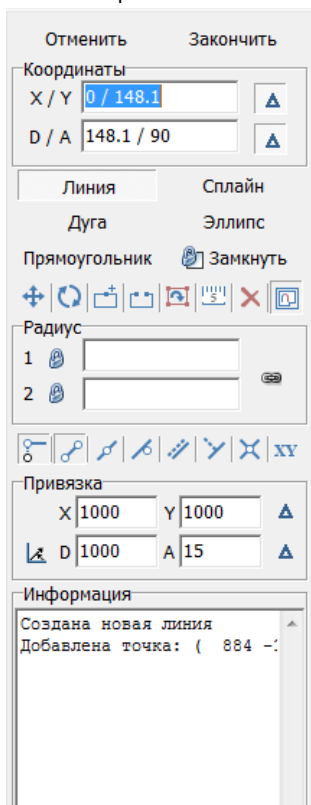 Отменить Закончить
Координаты
X / Y 0 / 148.1 Δ
D / A 148.1 / 90 Δ
Линия Сплайн
Дуга Эллипс
Прямоугольник Замкнуть
5
Радиус
1
2
XY
Привязка
X 1000 Y 1000 Δ
D 1000 A 15 Δ
Информация
Создана новая линия
Добавлена точка: ( 884 -